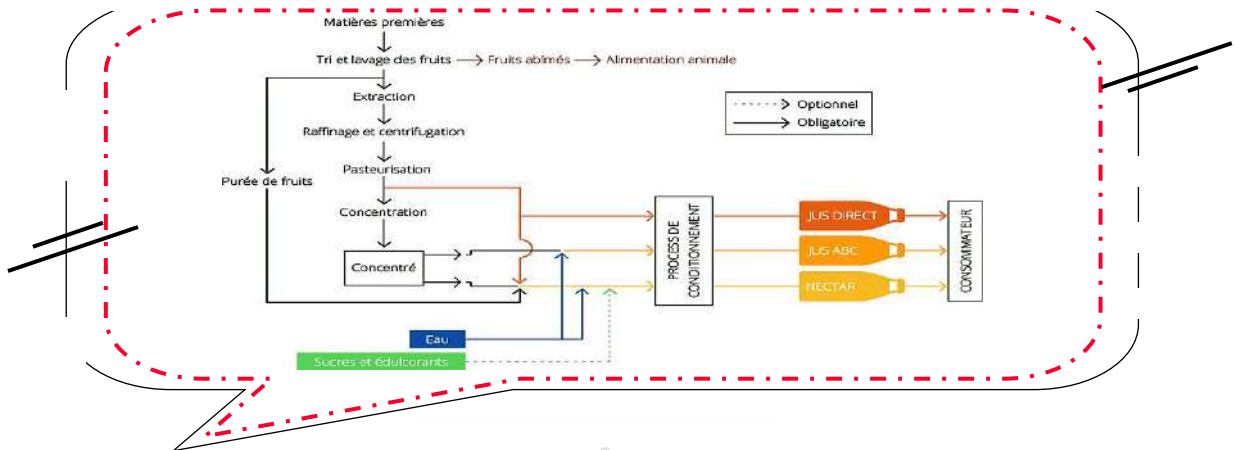 Matières premières
Tri et lavage des fruits
Fruits abîmés
Alimentation animale
Extraction
Optionnel
Obligatoire
Raffinage et centrifugation
Pasteurisation
Purée de fruits
Concentration
Concentré
PROCESS DE
CONDITIONNEMENT
JUS DIRECT
JUS ABC
NECTAR
CONSOMMATEUR
Eau
Sucres et édulcorants